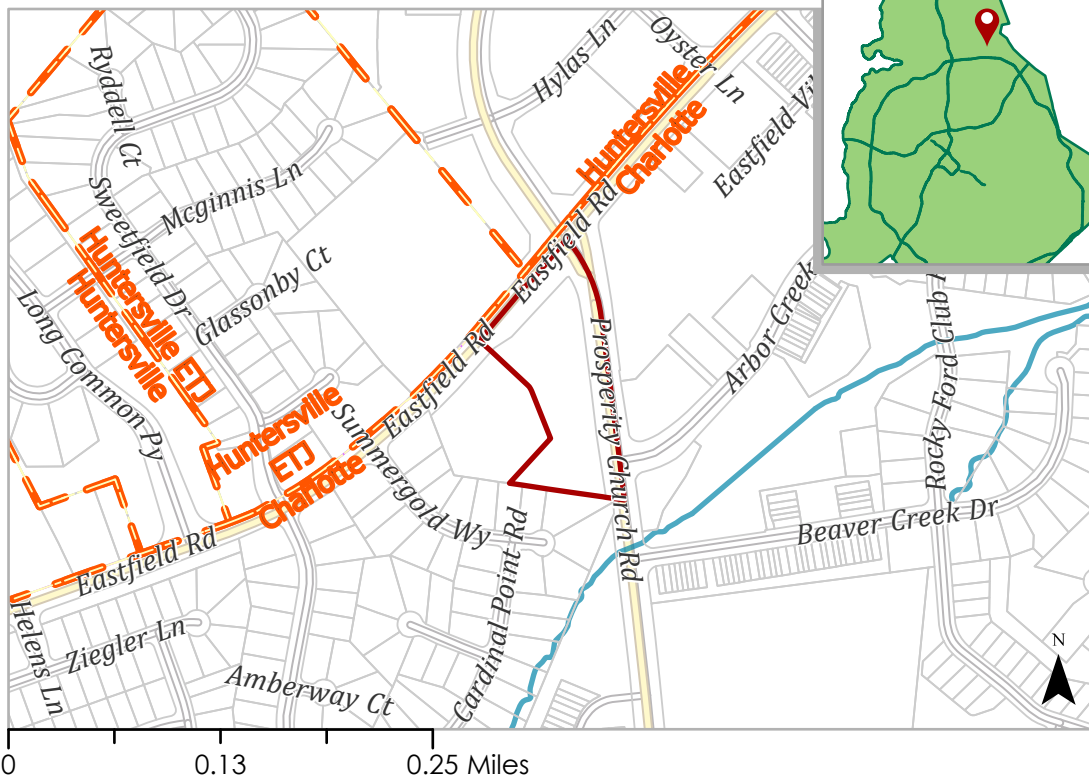 Hylas Ln
Oyster Ln
Ryddell Ct
Huntersville
Charlotte
Mcginnis Ln
Eastfield
Sweetfield Dr
Eastfield Rd
Huntersville ETJ
Huntersville
Glassonby Ct
Long Common Py
Arbor Creek
Rocky Ford Club
Eastfield Rd
Prosperity Church Rd
Huntersville
ETJ
Charlotte
Summergold Wy
Beaver Creek Dr
Eastfield Rd
Cardinal Point Rd
Helens Ln
Ziegler Ln
Amberway Ct
N
0 0.13 0.25 Miles